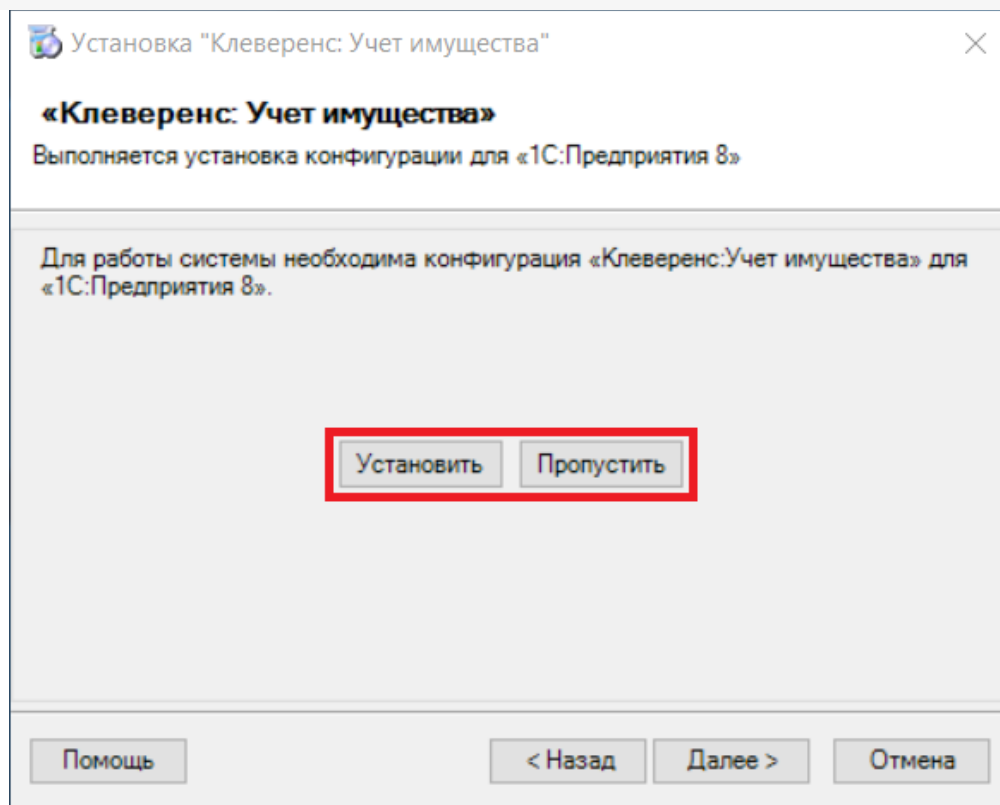 Установка "Клеверенс: Учет имущества"
«Клеверенс: Учет имущества»
Выполняется установка конфигурации для «1С:Предприятия 8»
Для работы системы необходима конфигурация «Клеверенс:Учет имущества» для
«1С:Предприятия 8».
Установить Пропустить
Помощь < Назад Далее > Отмена